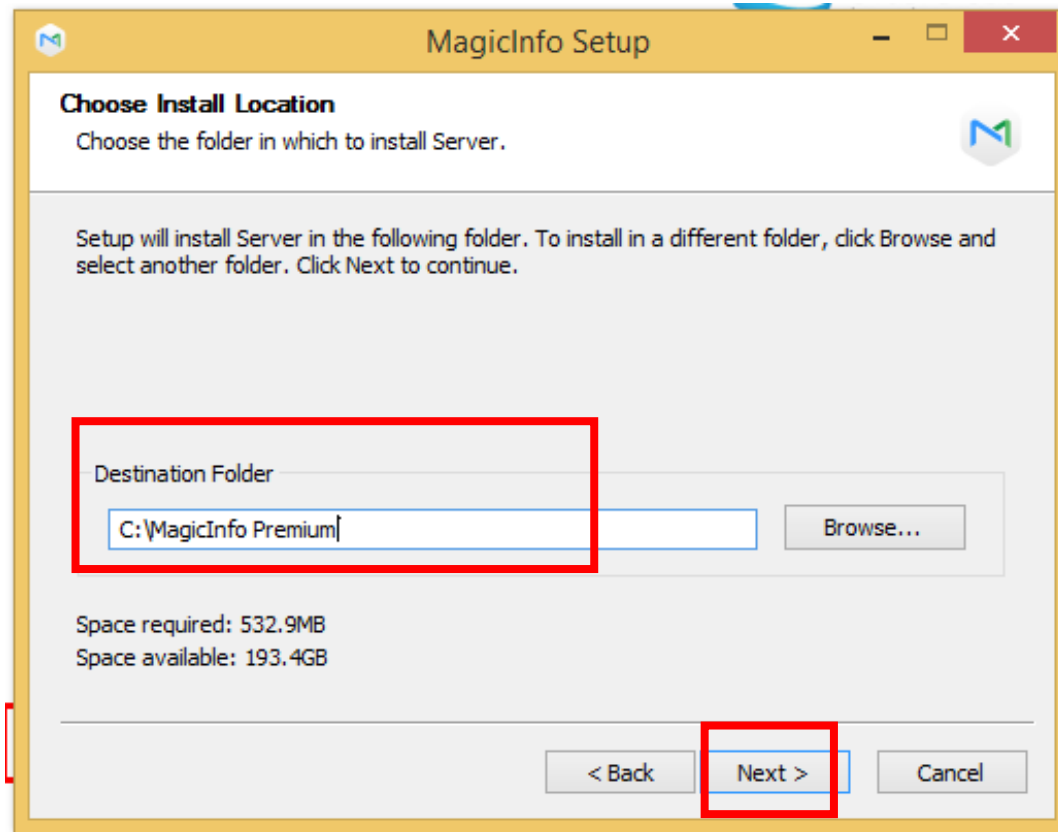 MagicInfo Setup
Choose Install Location
Choose the folder in which to install Server.
Setup will install Server in the following folder. To install in a different folder, click Browse and
select another folder. Click Next to continue.
Destination Folder
C:\MagicInfo Premium
Browse...
Space required: 532.9MB
Space available: 193.4GB
< Back
Next >
Cancel